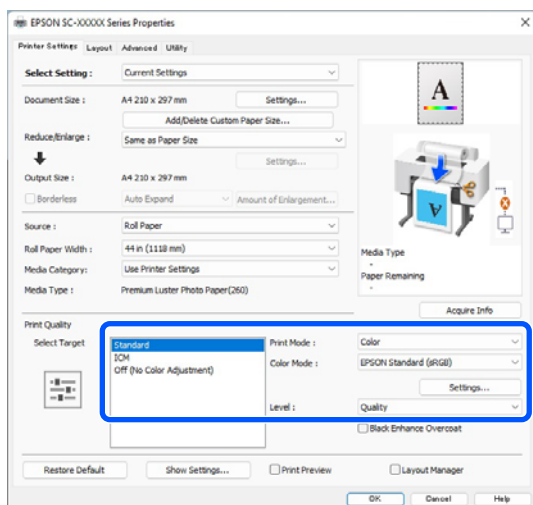 EPSON SC-XXXXX Series Properties
Printer Settings Layout Advanced Utility
Select Setting : Current Settings
Document Size : A4 210 x 297 mm Settings...
Add/Delete Custom Paper Size...
Reduce/Enlarge : Same as Paper Size
Settings...
Output Size : A4 210 x 297 mm
Borderless Auto Expand Amount of Enlargement...
Source : Roll Paper
Roll Paper Width : 44 in (1118 mm)
Media Category: Use Printer Settings
Media Type : Premium Luster Photo Paper(260)
A
A
Media Type
-
Paper Remaining
-
Acquire Info
Print Quality
Select Target
Standard
ICM
Off (No Color Adjustment)
Print Mode : Color
Color Mode : EPSON Standard (sRGB)
Settings...
Level : Quality
Black Enhance Overcoat
Restore Default Show Settings... Print Preview Layout Manager
OK Cancel Help